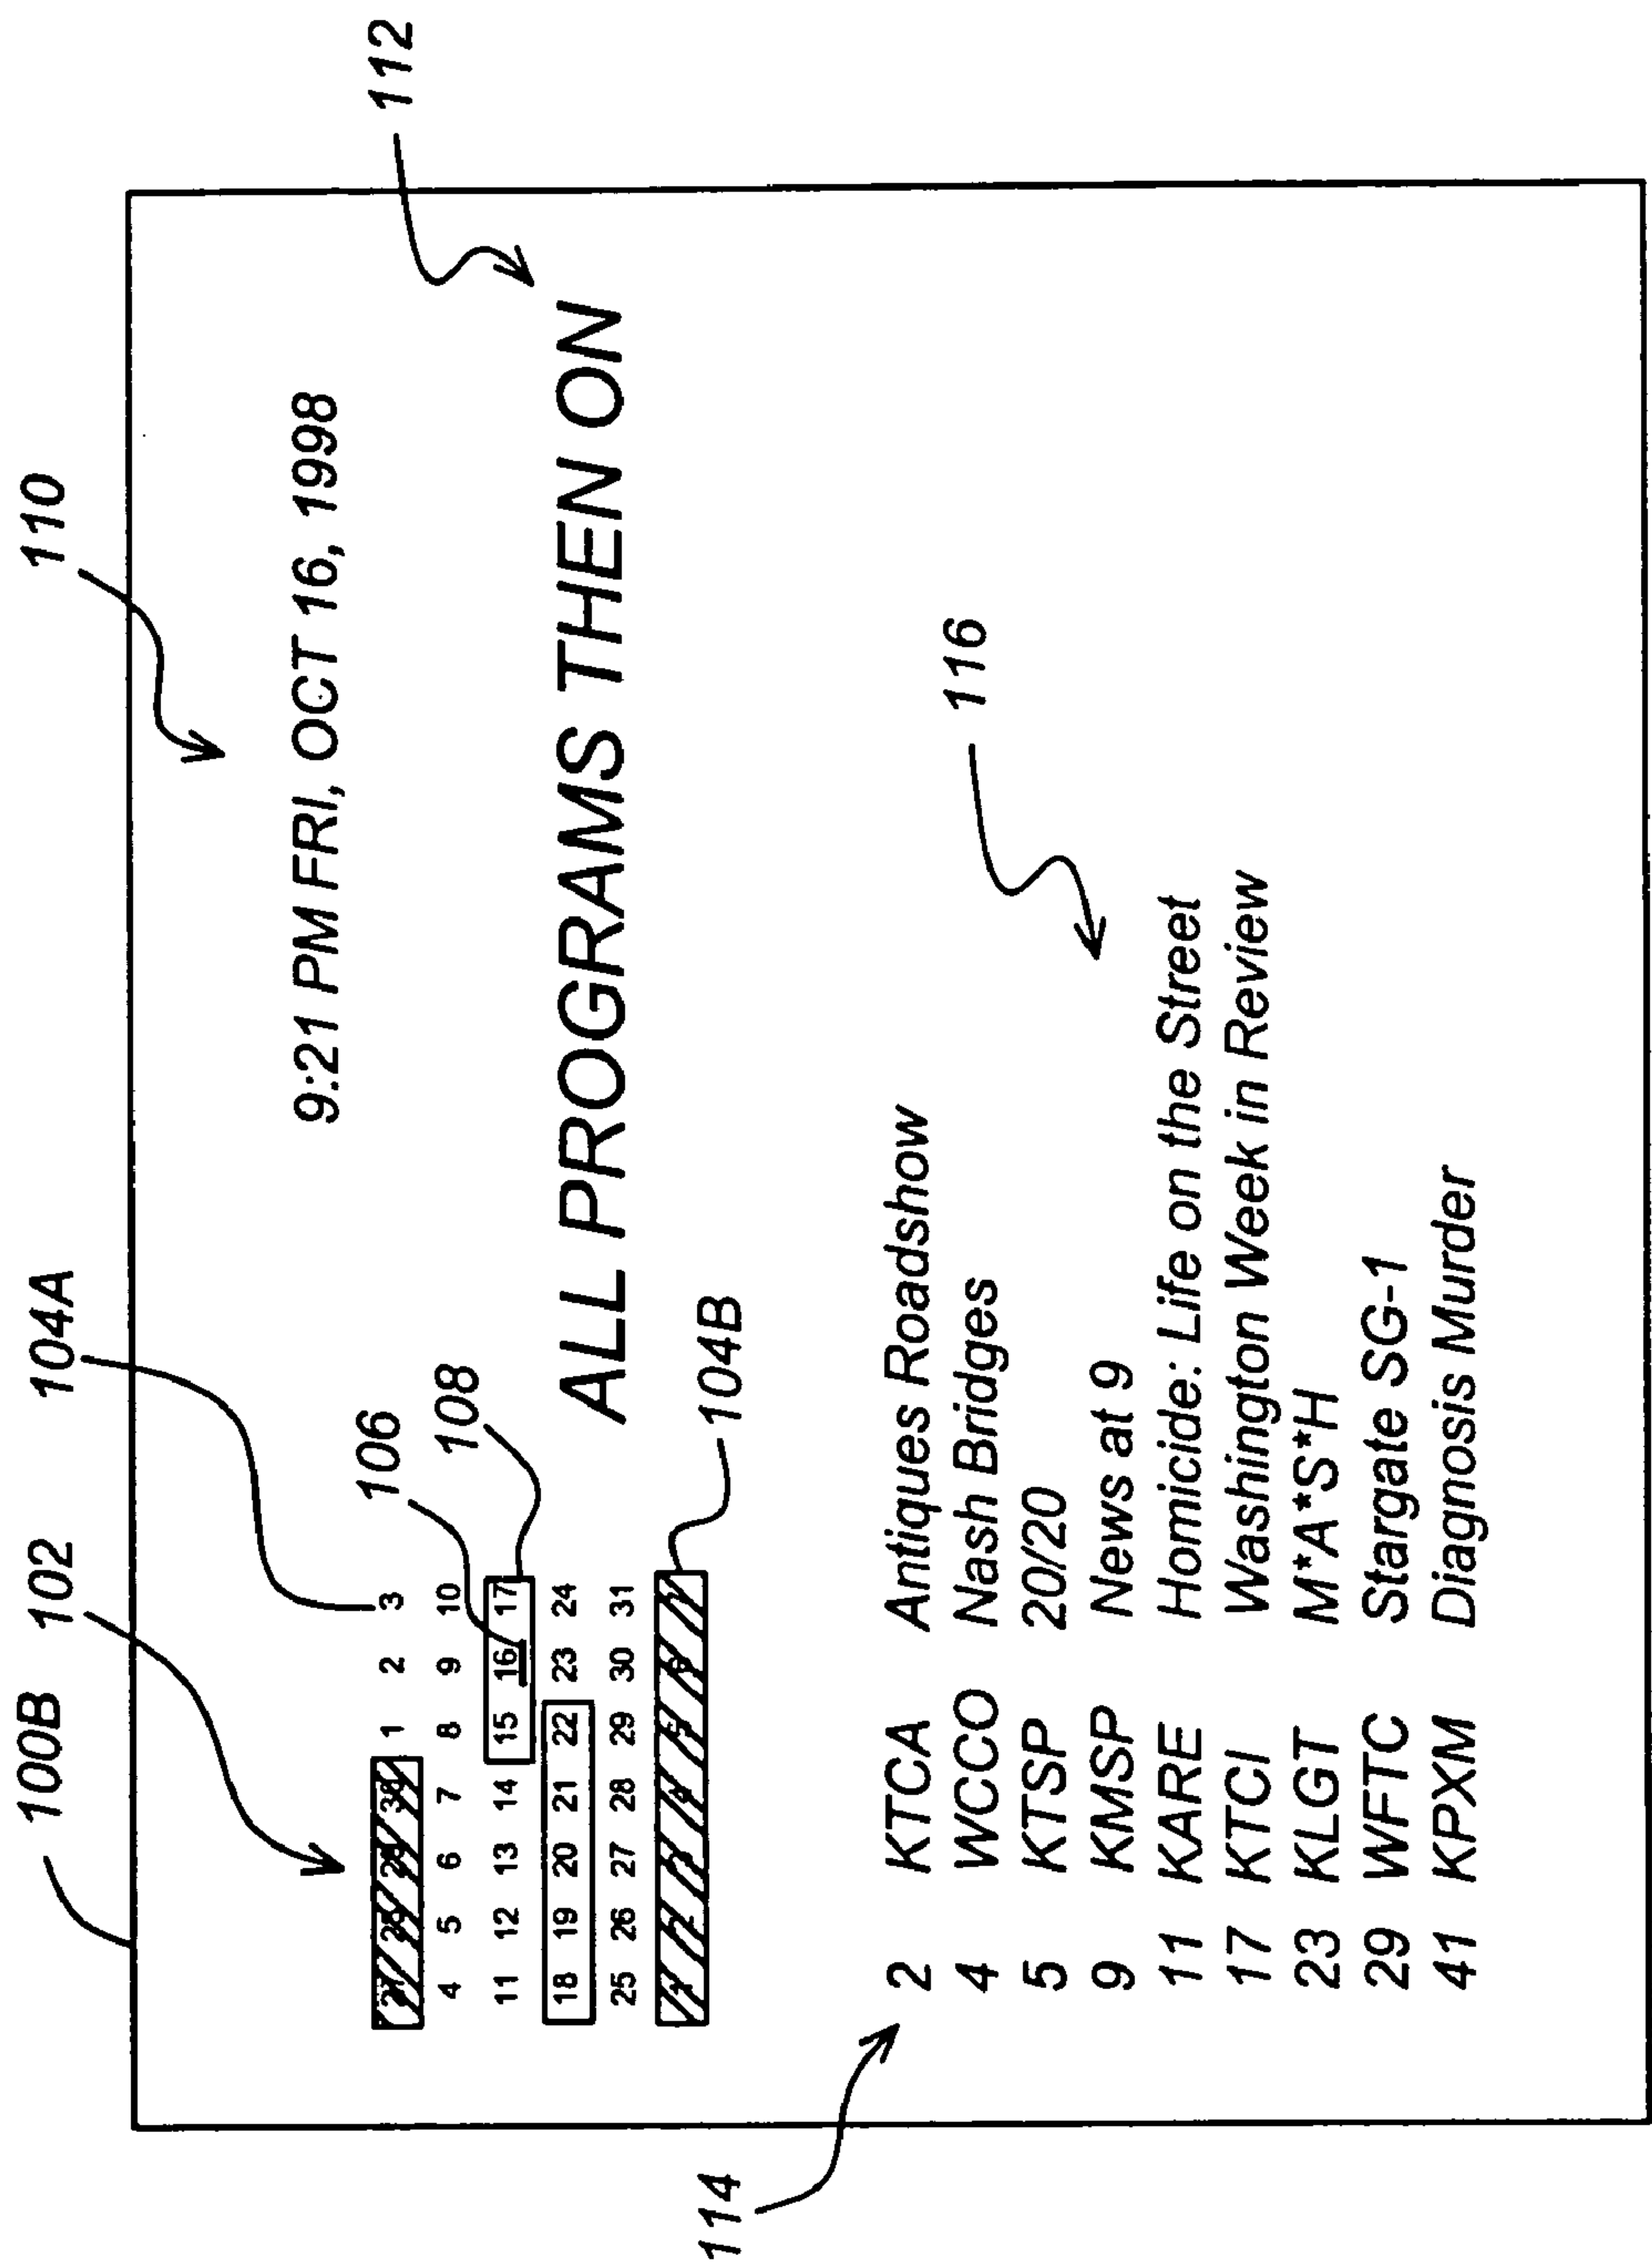 100B 102 104A 110
112
9:21 PM FRI, OCT 16, 1998
106
1 2 3
4 5 6 7 8 9 10
108
11 12 13 14 15 16 17
ALL PROGRAMS THEN ON
18 19 20 21 22 23 24
25 26 27 28 29 30 31
104B
114
116
2 KTCA Antiques Roadshow
4 WCCO Nash Bridges
5 KTSP 20/20
9 KMSP News at 9
11 KARE Homicide: Life on the Street
17 KTCI Washington Week in Review
23 KLGT M*A*S*H
29 WFTC Stargate SG-1
41 KPXM Diagnosis Murder